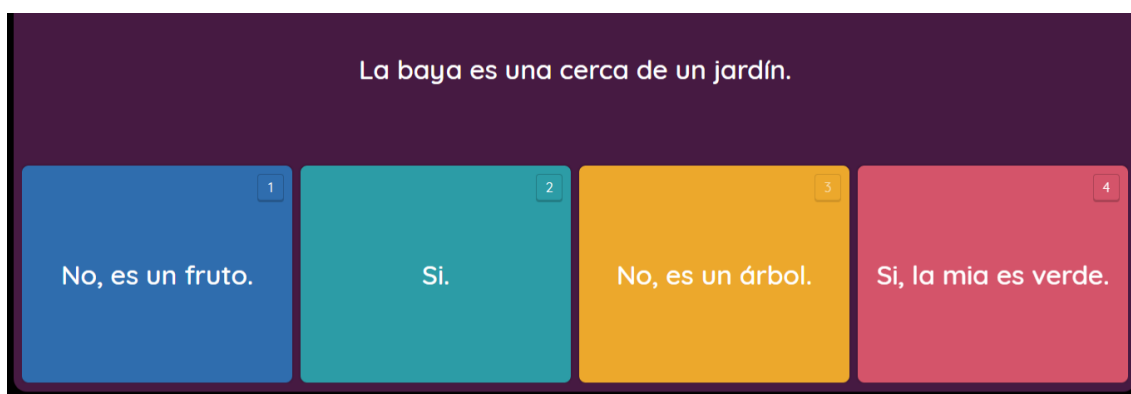 La baya es una cerca de un jardín.
1
2
3
4
No, es un fruto.
Si.
No, es un árbol.
Si, la mia es verde.